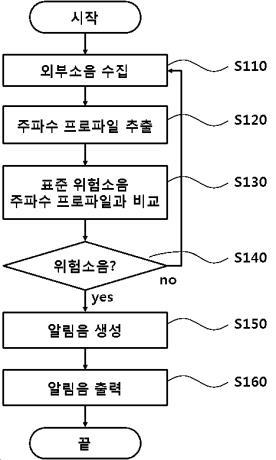 시작
외부소음 수집
S110
주파수 프로파일 추출
S120
표준 위험소음
주파수 프로파일과 비교
S130
위험소음?
S140
no
yes
알림음 생성
S150
알림음 출력
S160
끝